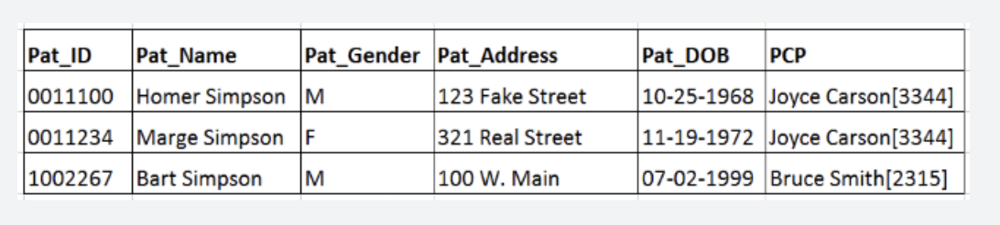 Pat_ID Pat_Name Pat_Gender Pat_Address Pat_DOB PCP
0011100 Homer Simpson M 123 Fake Street 10-25-1968 Joyce Carson[3344]
0011234 Marge Simpson F 321 Real Street 11-19-1972 Joyce Carson[3344]
1002267 Bart Simpson M 100 W. Main 07-02-1999 Bruce Smith[2315]